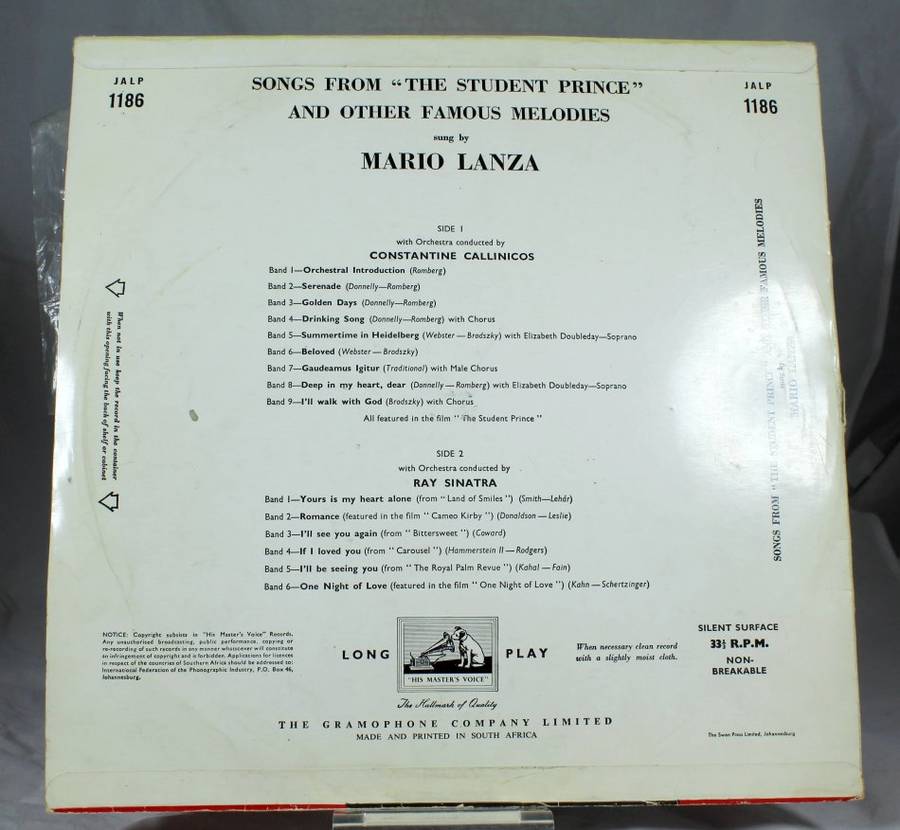 JALP
1186
SONGS FROM “THE STUDENT PRINCE”
AND OTHER FAMOUS MELODIES
sung by
MARIO LANZA
JALP
1186
SIDE 1
with Orchestra conducted by
CONSTANTINE CALLINICOS
Band 1—Orchestral Introduction (Romberg)
Band 2—Serenade (Donnelly—Romberg)
Band 3—Golden Days (Donnelly—Romberg)
Band 4—Drinking Song (Donnelly—Romberg) with Chorus
Band 5—Summertime in Heidelberg (Webster — Brodszky) with Elizabeth Doubleday—Soprano
Band 6—Beloved (Webster — Brodszky)
Band 7—Gaudeamus Igitur (Traditional) with Male Chorus
Band 8—Deep in my heart, dear (Donnelly — Romberg) with Elizabeth Doubleday—Soprano
Band 9—I'll walk with God (Brodszky) with Chorus
All featured in the film “ The Student Prince ”
SIDE 2
with Orchestra conducted by
RAY SINATRA
Band 1—Yours is my heart alone (from “ Land of Smiles ”) (Smith—Lehár)
Band 2—Romance (featured in the film “ Cameo Kirby ”) (Donaldson — Leslie)
Band 3—I'll see you again (from “ Bittersweet ”) (Coward)
Band 4—If I loved you (from “ Carousel ”) (Hammerstein II — Rodgers)
Band 5—I'll be seeing you (from “ The Royal Palm Revue ”) (Kahal — Fain)
Band 6—One Night of Love (featured in the film “ One Night of Love ”) (Kahn — Schertzinger)
When not in use keep the record in the container
with this opening facing the back of shelf or cabinet
SONGS FROM “THE STUDENT PRINCE” AND OTHER FAMOUS MELODIES
sung by
MARIO LANZA
NOTICE: Copyright subsists in "His Master's Voice" Records.
Any unauthorised broadcasting, public performance, copying or
re-recording of such records in any manner whatsoever will constitute
an infringement of copyright and is forbidden. Applications for licences
in respect of the countries of Southern Africa should be addressed to:
International Federation of the Phonographic Industry, P.O. Box 46,
Johannesburg.
LONG PLAY
"HIS MASTER'S VOICE"
The Hallmark of Quality
When necessary clean record
with a slightly moist cloth.
SILENT SURFACE
33⅓ R.P.M.
NON-
BREAKABLE
THE GRAMOPHONE COMPANY LIMITED
MADE AND PRINTED IN SOUTH AFRICA
The Swan Press Limited, Johannesburg